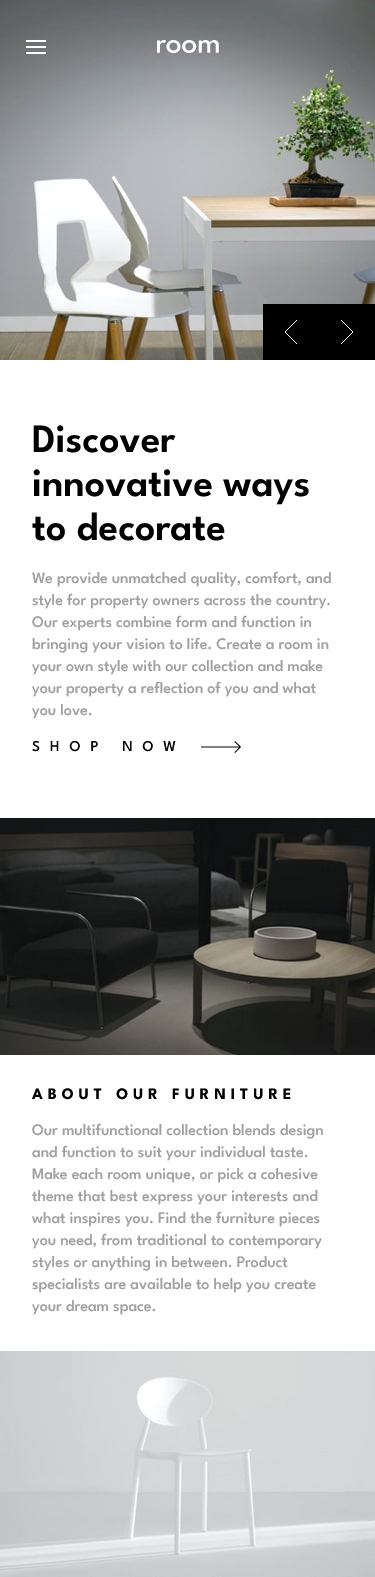 room
Discover
innovative ways
to decorate
We provide unmatched quality, comfort, and
style for property owners across the country.
Our experts combine form and function in
bringing your vision to life. Create a room in
your own style with our collection and make
your property a reflection of you and what
you love.
SHOP NOW
ABOUT OUR FURNITURE
Our multifunctional collection blends design
and function to suit your individual taste.
Make each room unique, or pick a cohesive
theme that best express your interests and
what inspires you. Find the furniture pieces
you need, from traditional to contemporary
styles or anything in between. Product
specialists are available to help you create
your dream space.